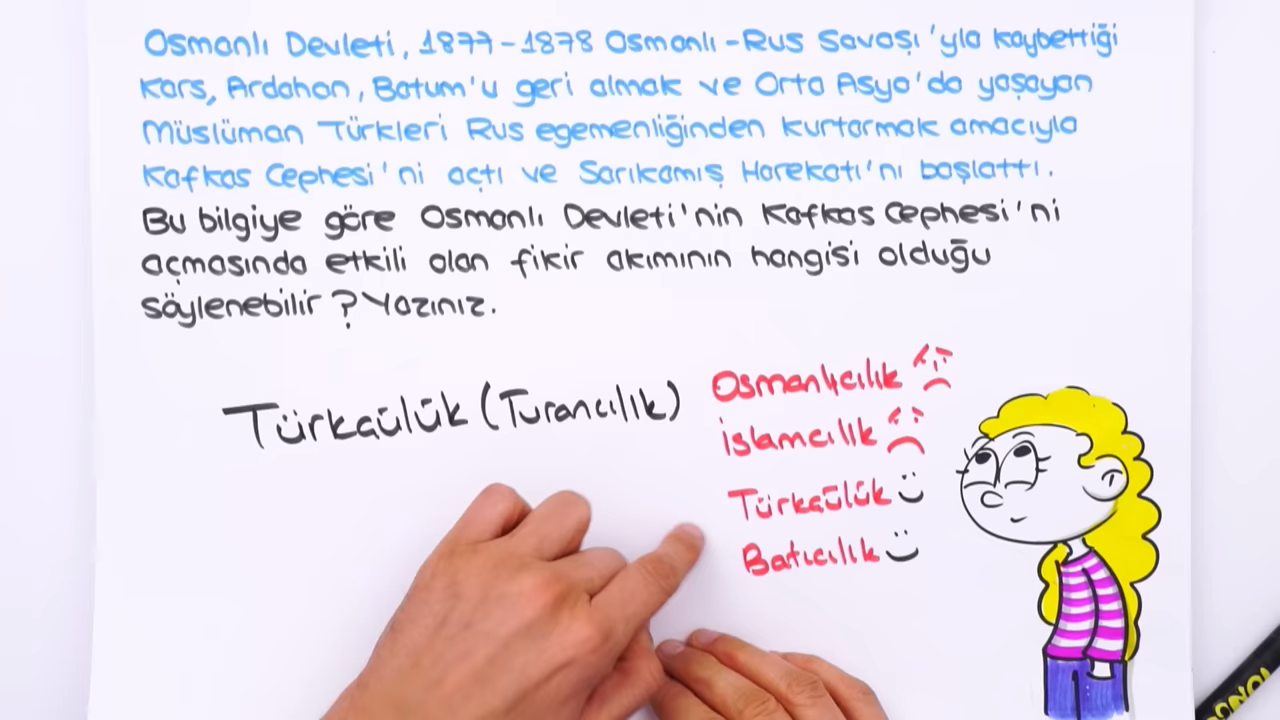 Osmanlı Devleti, 1877-1878 Osmanlı-Rus Savaşı'yla kaybettiği
Kars, Ardahan, Batum'u geri almak ve Orta Asya'da yaşayan
Müslüman Türkleri Rus egemenliğinden kurtarmak amacıyla
Kafkas Cephesi'ni açtı ve Sarıkamış Harekatı'nı başlattı.
Bu bilgiye göre Osmanlı Devleti'nin Kafkas Cephesi'ni
açmasında etkili olan fikir akımının hangisi olduğu
söylenebilir? Yazınız.
Türkçülük (Turancılık)
Osmanlıcılık
İslamcılık
Türkçülük
Batıcılık